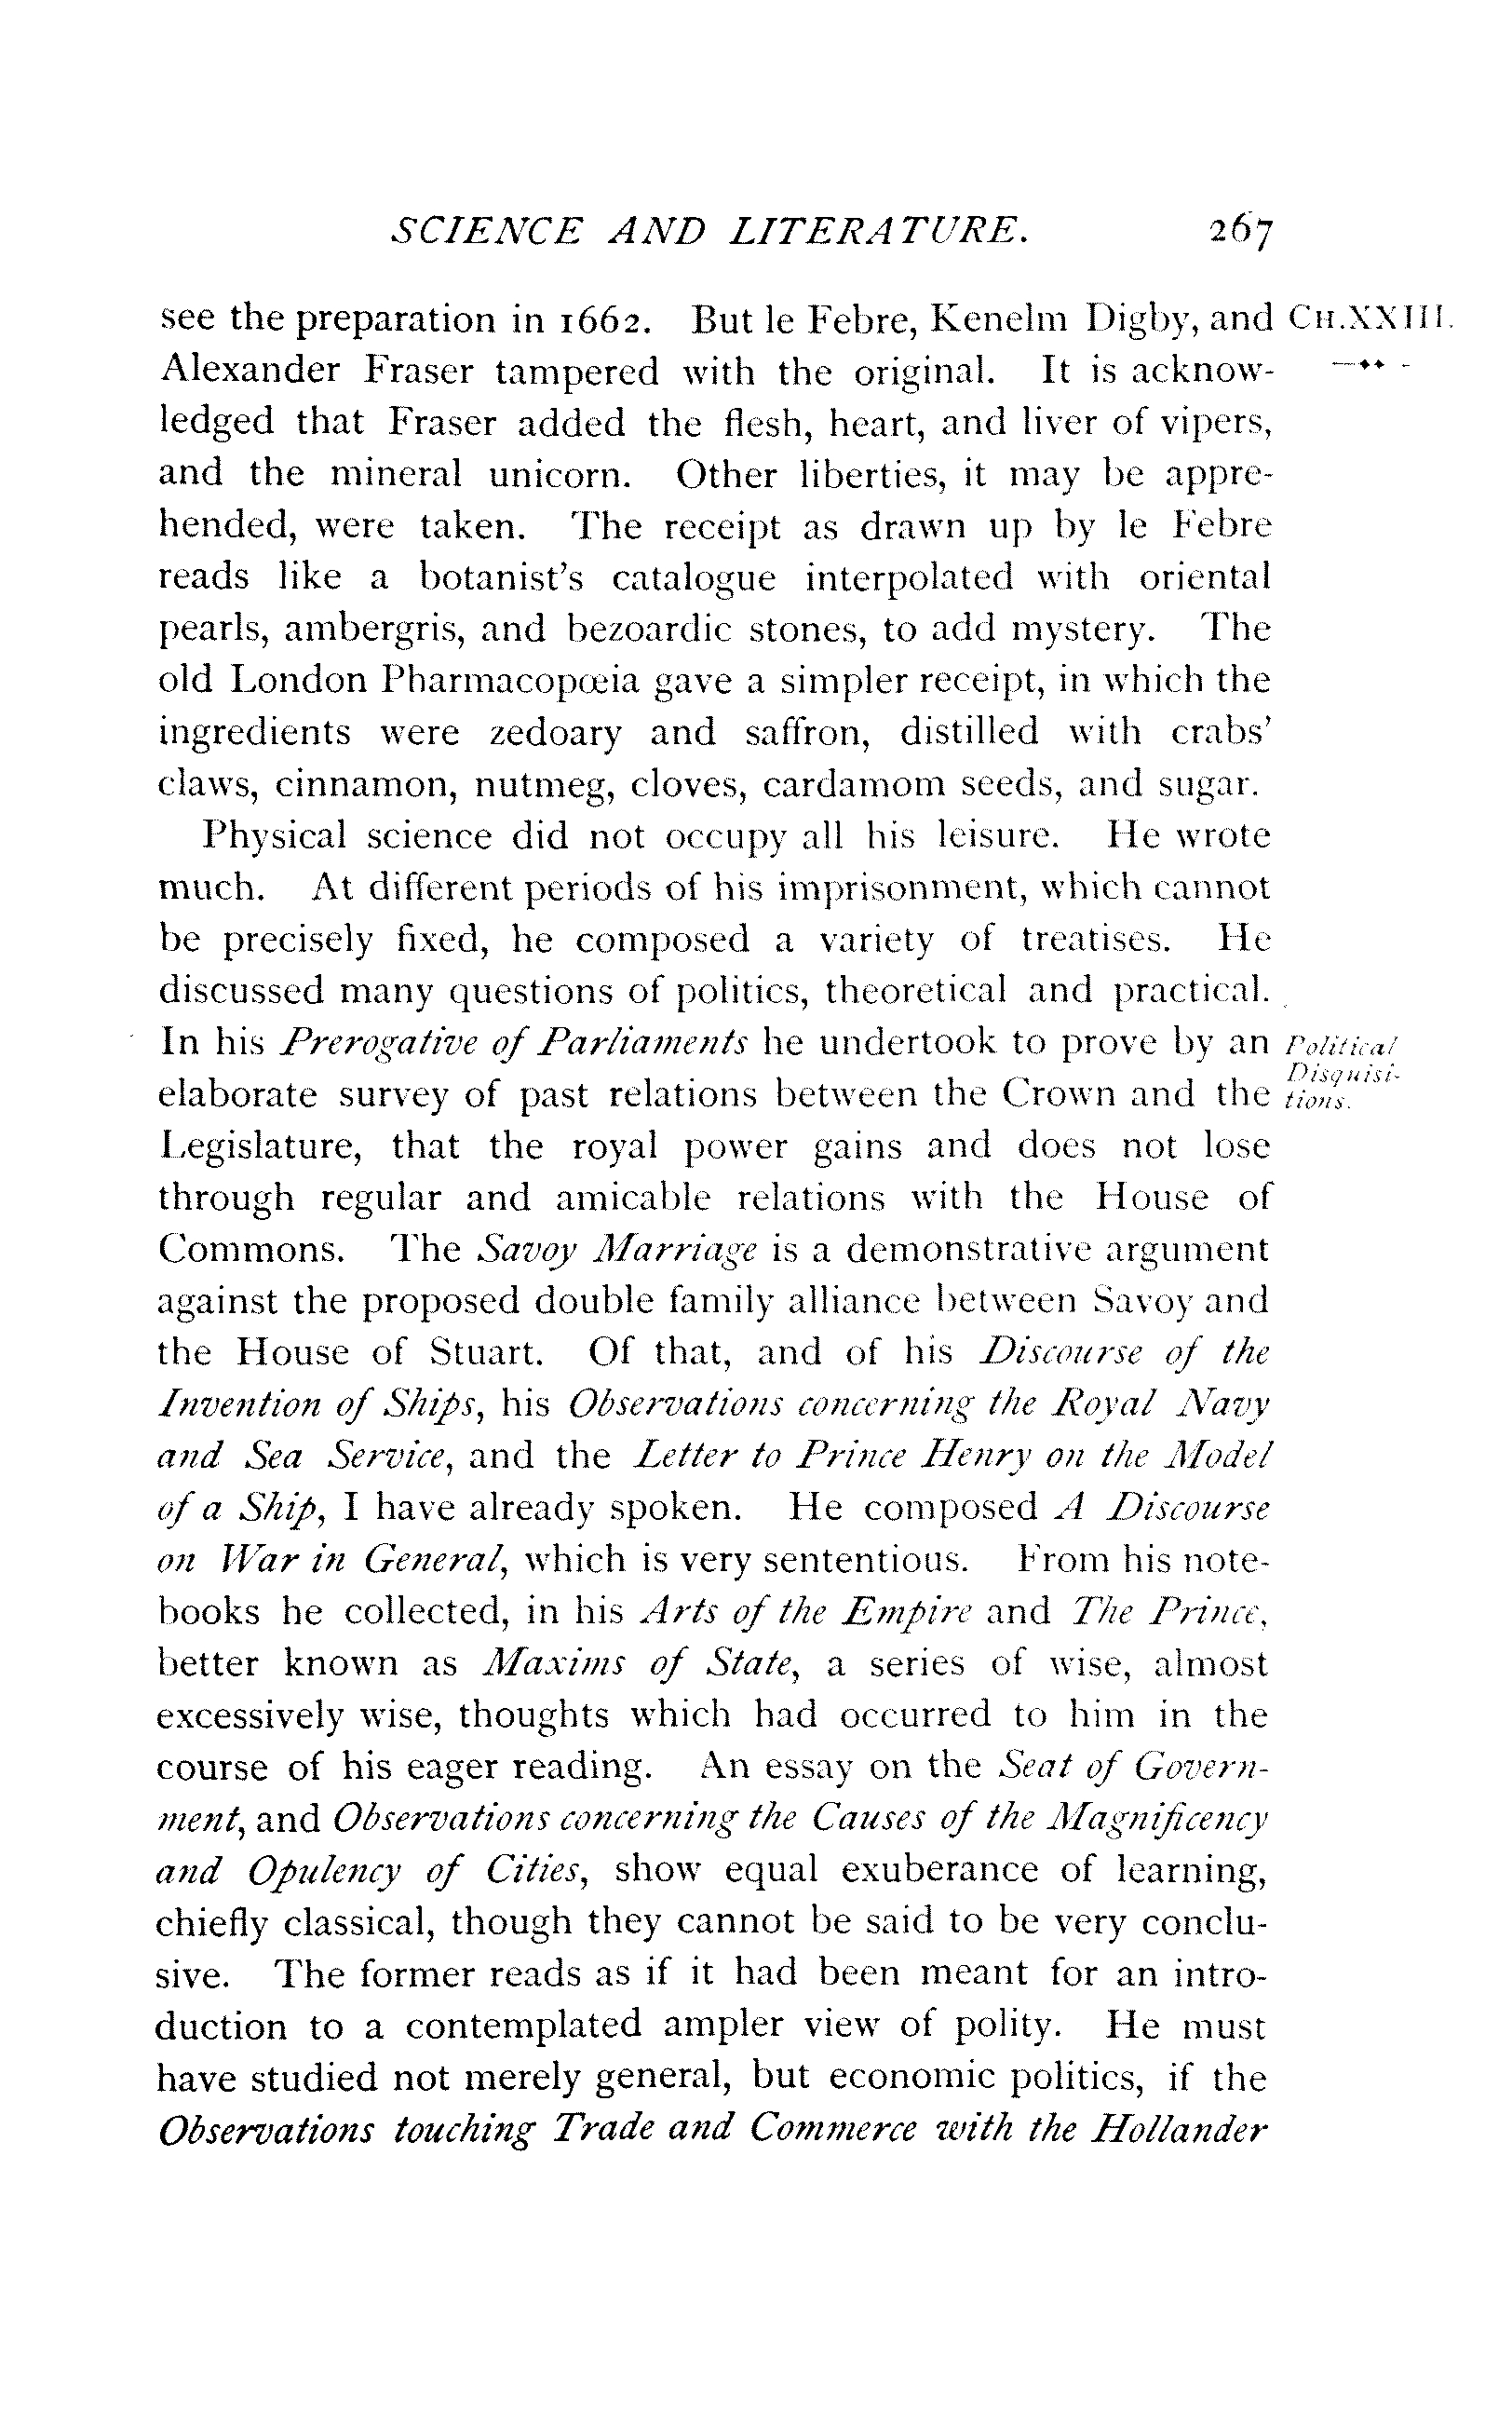 SCIENCE AND LITERATURE. 267
see the preparation in 1662. But le Febre, Kenelm Digby, and CH.XXIII.
Alexander Fraser tampered with the original. It is acknow-
ledged that Fraser added the flesh, heart, and liver of vipers,
and the mineral unicorn. Other liberties, it may be appre-
hended, were taken. The receipt as drawn up by le Febre
reads like a botanist's catalogue interpolated with oriental
pearls, ambergris, and bezoardic stones, to add mystery. The
old London Pharmacopœia gave a simpler receipt, in which the
ingredients were zedoary and saffron, distilled with crabs'
claws, cinnamon, nutmeg, cloves, cardamom seeds, and sugar.
Physical science did not occupy all his leisure. He wrote
much. At different periods of his imprisonment, which cannot
be precisely fixed, he composed a variety of treatises. He
discussed many questions of politics, theoretical and practical.
In his Prerogative of Parliaments he undertook to prove by an
elaborate survey of past relations between the Crown and the
Political
Disquisi-
tions.
Legislature, that the royal power gains and does not lose
through regular and amicable relations with the House of
Commons. The Savoy Marriage is a demonstrative argument
against the proposed double family alliance between Savoy and
the House of Stuart. Of that, and of his Discourse of the
Invention of Ships, his Observations concerning the Royal Navy
and Sea Service, and the Letter to Prince Henry on the Model
of a Ship, I have already spoken. He composed A Discourse
on War in General, which is very sententious. From his note-
books he collected, in his Arts of the Empire and The Prince,
better known as Maxims of State, a series of wise, almost
excessively wise, thoughts which had occurred to him in the
course of his eager reading. An essay on the Seat of Govern-
ment, and Observations concerning the Causes of the Magnificency
and Opulency of Cities, show equal exuberance of learning,
chiefly classical, though they cannot be said to be very conclu-
sive. The former reads as if it had been meant for an intro-
duction to a contemplated ampler view of polity. He must
have studied not merely general, but economic politics, if the
Observations touching Trade and Commerce with the Hollander